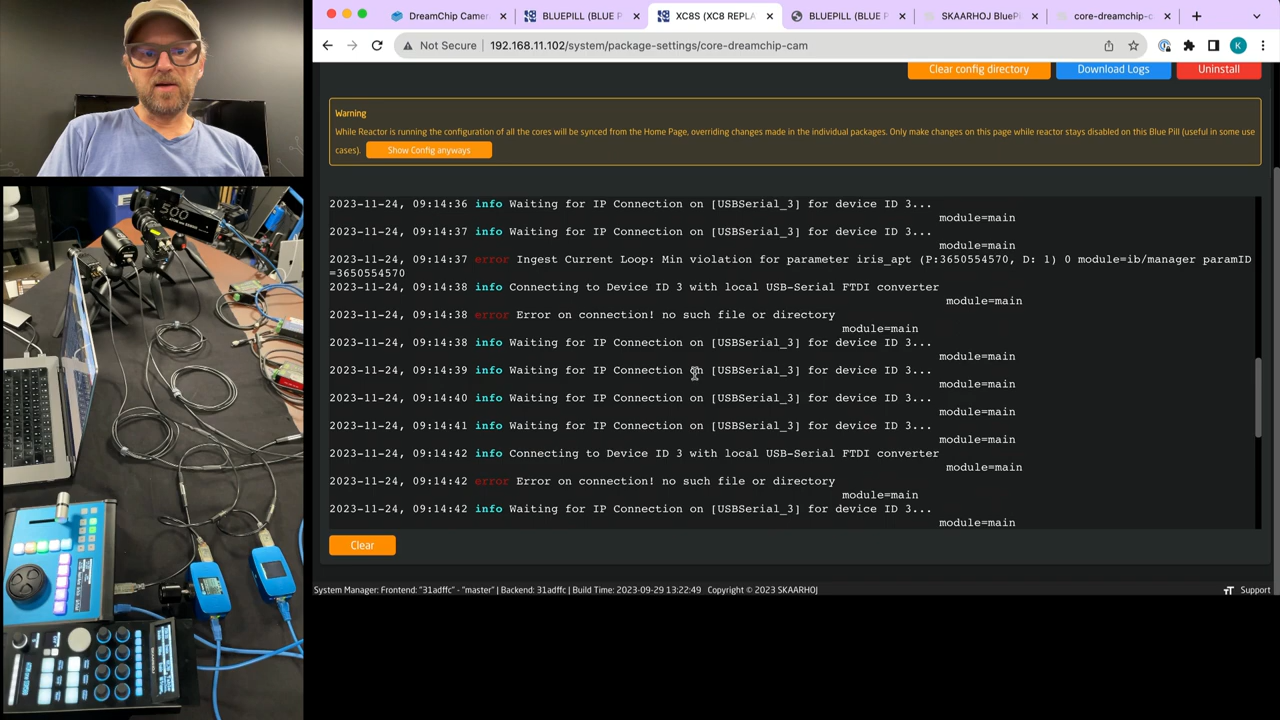 DreamChip Camer
BLUEPILL (BLUE P
XC8S (XC8 REPLA
BLUEPILL (BLUE P
SKAARHOJ BlueP
core-dreamchip-c
Not Secure
192.168.11.102/system/package-settings/core-dreamchip-cam
K
Clear config directory
Download Logs
Uninstall
Warning
While Reactor is running the configuration of all the cores will be synced from the Home Page, overriding changes made in the individual packages. Only make changes on this page while reactor stays disabled on this Blue Pill (useful in some use
cases). Show Config anyways
2023-11-24, 09:14:36 info Waiting for IP Connection on [USBSerial_3] for device ID 3...
module=main
2023-11-24, 09:14:37 info Waiting for IP Connection on [USBSerial_3] for device ID 3...
module=main
2023-11-24, 09:14:37 error Ingest Current Loop: Min violation for parameter iris_apt (P:3650554570, D: 1) 0 module=ib/manager paramID
=3650554570
2023-11-24, 09:14:38 info Connecting to Device ID 3 with local USB-Serial FTDI converter
module=main
2023-11-24, 09:14:38 error Error on connection! no such file or directory
module=main
2023-11-24, 09:14:38 info Waiting for IP Connection on [USBSerial_3] for device ID 3...
module=main
2023-11-24, 09:14:39 info Waiting for IP Connection on [USBSerial_3] for device ID 3...
module=main
2023-11-24, 09:14:40 info Waiting for IP Connection on [USBSerial_3] for device ID 3...
module=main
2023-11-24, 09:14:41 info Waiting for IP Connection on [USBSerial_3] for device ID 3...
module=main
2023-11-24, 09:14:42 info Connecting to Device ID 3 with local USB-Serial FTDI converter
module=main
2023-11-24, 09:14:42 error Error on connection! no such file or directory
module=main
2023-11-24, 09:14:42 info Waiting for IP Connection on [USBSerial_3] for device ID 3...
module=main
Clear
System Manager: Frontend: "31adffc" - "master" | Backend: 31adffc | Build Time: 2023-09-29 13:22:49 Copyright © 2023 SKAARHOJ
Support
500